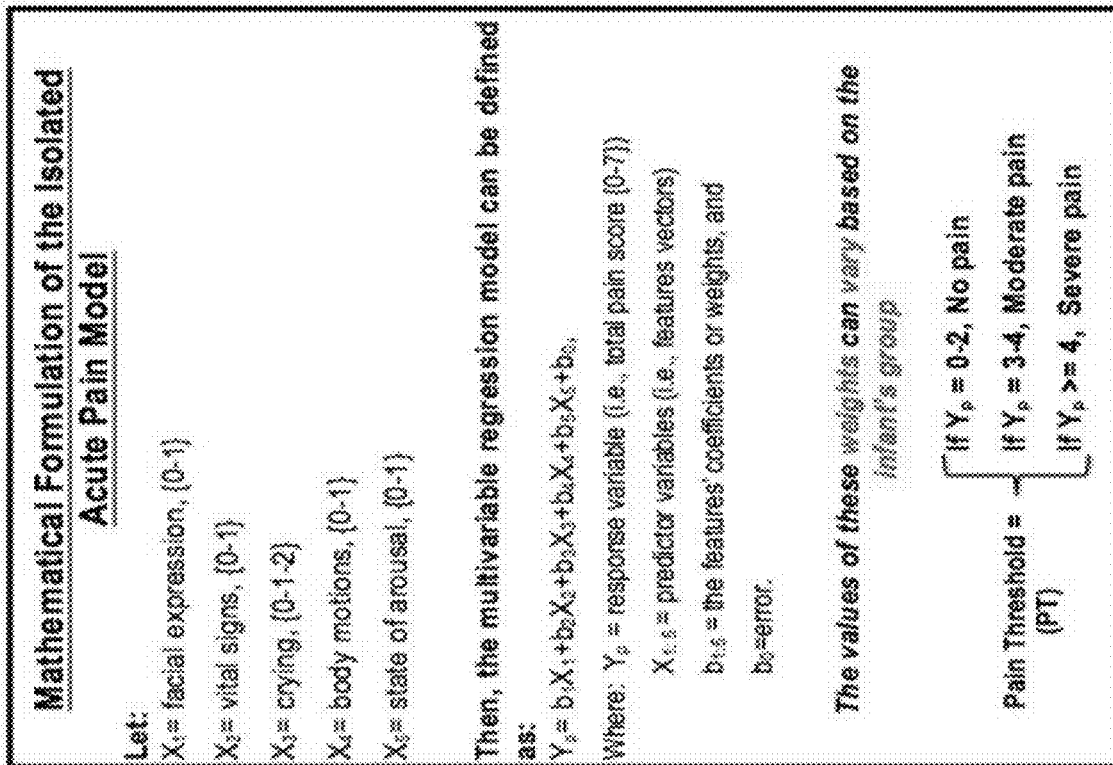 Mathematical Formulation of the Isolated
Acute Pain Model
Let:
X₁= facial expression, {0-1}
X₂= vital signs, {0-1}
X₃= crying, {0-1-2}
X₄= body motions, {0-1}
X₅= state of arousal, {0-1}
Then, the multivariable regression model can be defined
as:
Yₚ= b₁X₁+b₂X₂+b₃X₃+b₄X₄+b₅X₅+b₀,
Where: Yₚ = response variable (i.e., total pain score {0-7})
X₁₋₅ = predictor variables (i.e., features vectors)
b₁₋₅ = the features' coefficients or weights, and
b₀=error.
The values of these weights can vary based on the
infant's group
If Yₚ = 0-2, No pain
Pain Threshold = If Yₚ = 3-4, Moderate pain
(PT)
If Yₚ >= 4, Severe pain